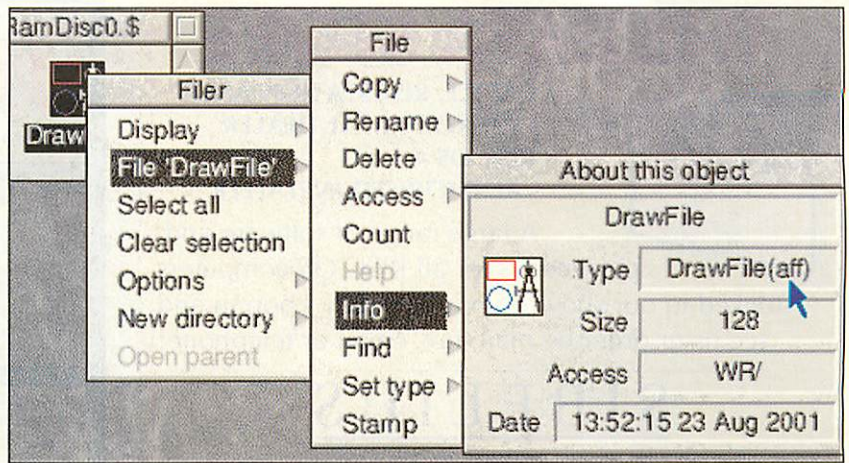 RamDisc0.$
Draw
Filer
Display
File 'DrawFile'
Select all
Clear selection
Options
New directory
Open parent
File
Copy
Rename
Delete
Access
Count
Help
Info
Find
Set type
Stamp
About this object
DrawFile
Type DrawFile(aff)
Size 128
Access WR/
Date 13:52:15 23 Aug 2001